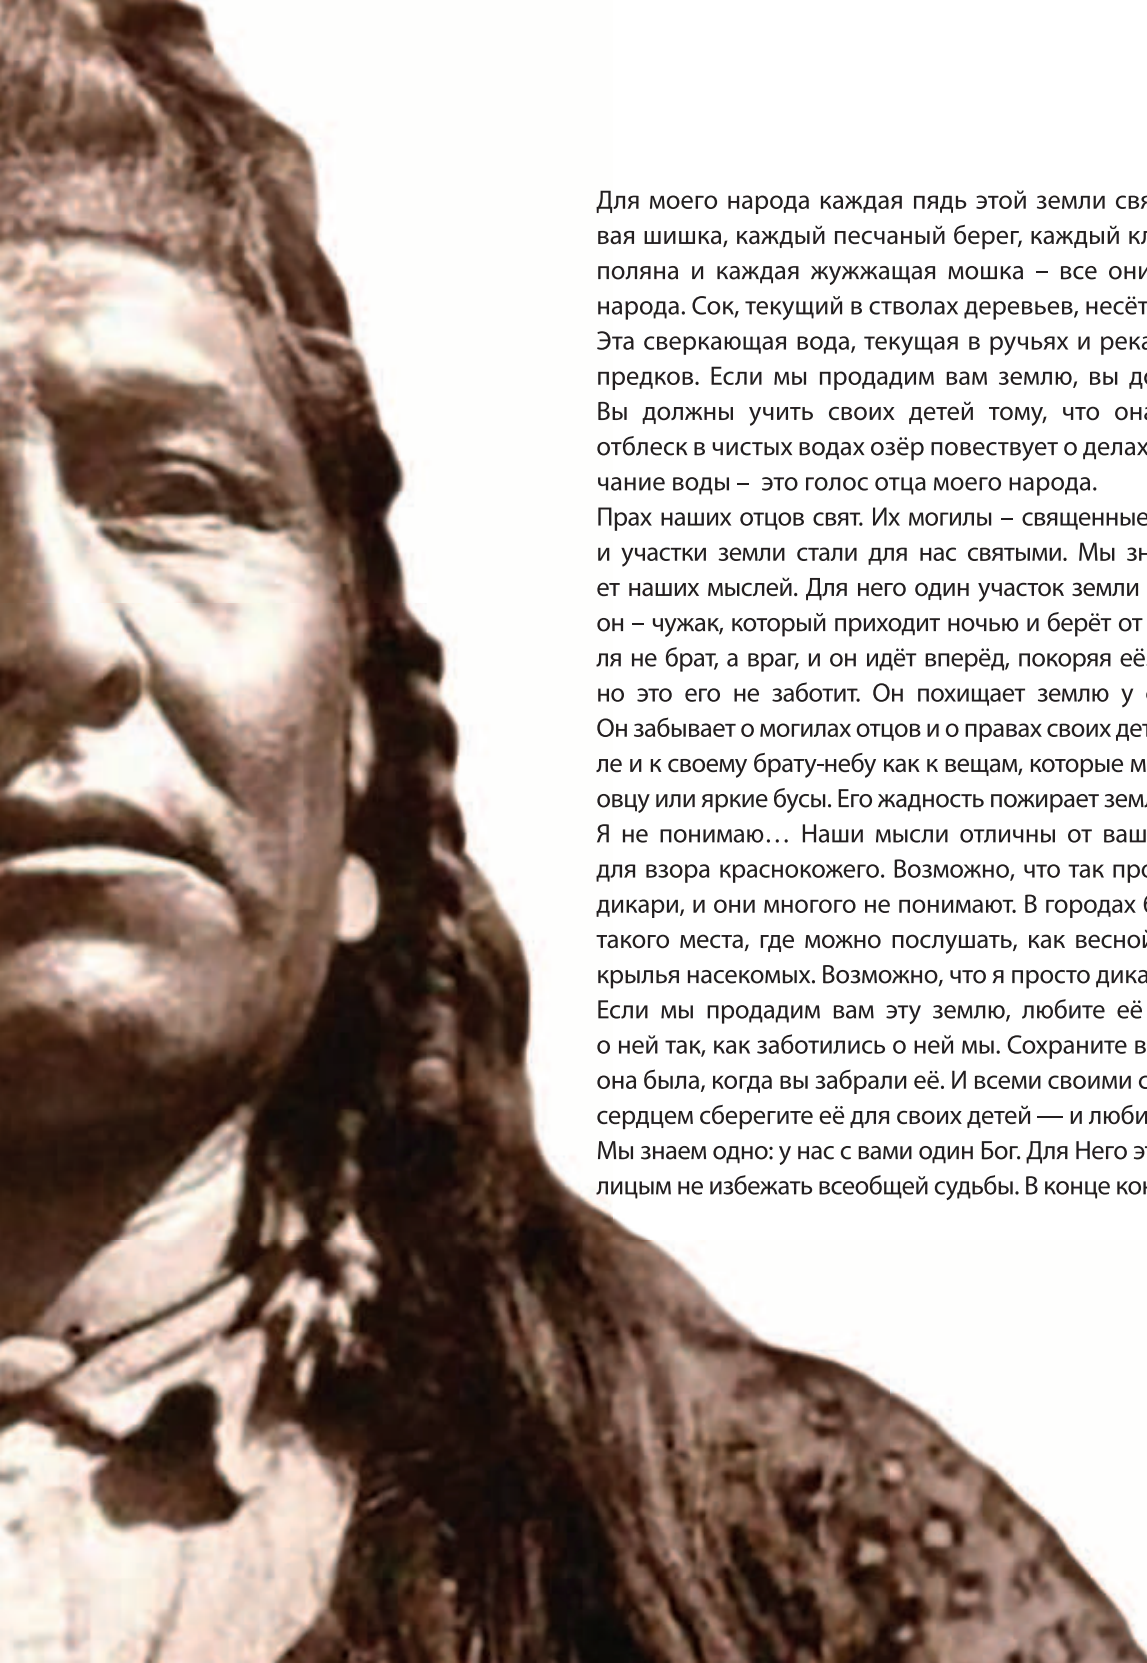 Для моего народа каждая пядь этой земли свя
вая шишка, каждый песчаный берег, каждый кл
поляна и каждая жужжащая мошка – все они
народа. Сок, текущий в стволах деревьев, несёт
Эта сверкающая вода, текущая в ручьях и река
предков. Если мы продадим вам землю, вы до
Вы должны учить своих детей тому, что она
отблеск в чистых водах озёр повествует о делах
чание воды – это голос отца моего народа.
Прах наших отцов свят. Их могилы – священные
и участки земли стали для нас святыми. Мы зн
ет наших мыслей. Для него один участок земли
он – чужак, который приходит ночью и берёт от
ля не брат, а враг, и он идёт вперёд, покоряя её.
но это его не заботит. Он похищает землю у
Он забывает о могилах отцов и о правах своих дет
ле и к своему брату-небу как к вещам, которые м
овцу или яркие бусы. Его жадность пожирает зем
Я не понимаю… Наши мысли отличны от ваш
для взора краснокожего. Возможно, что так про
дикари, и они многого не понимают. В городах б
такого места, где можно послушать, как весной
крылья насекомых. Возможно, что я просто дика
Если мы продадим вам эту землю, любите её
о ней так, как заботились о ней мы. Сохраните в
она была, когда вы забрали её. И всеми своими с
сердцем сберегите её для своих детей — и люби
Мы знаем одно: у нас с вами один Бог. Для Него эт
лицым не избежать всеобщей судьбы. В конце кон